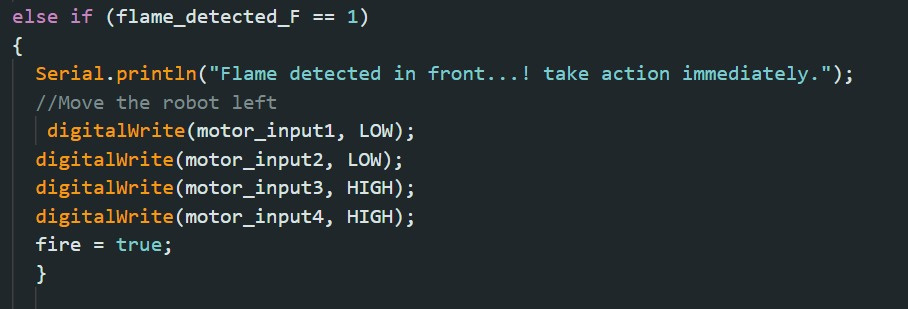 else if (flame_detected_F == 1)
{
Serial.println("Flame detected in front...! take action immediately.");
//Move the robot left
digitalWrite(motor_input1, LOW);
digitalWrite(motor_input2, LOW);
digitalWrite(motor_input3, HIGH);
digitalWrite(motor_input4, HIGH);
fire = true;
}